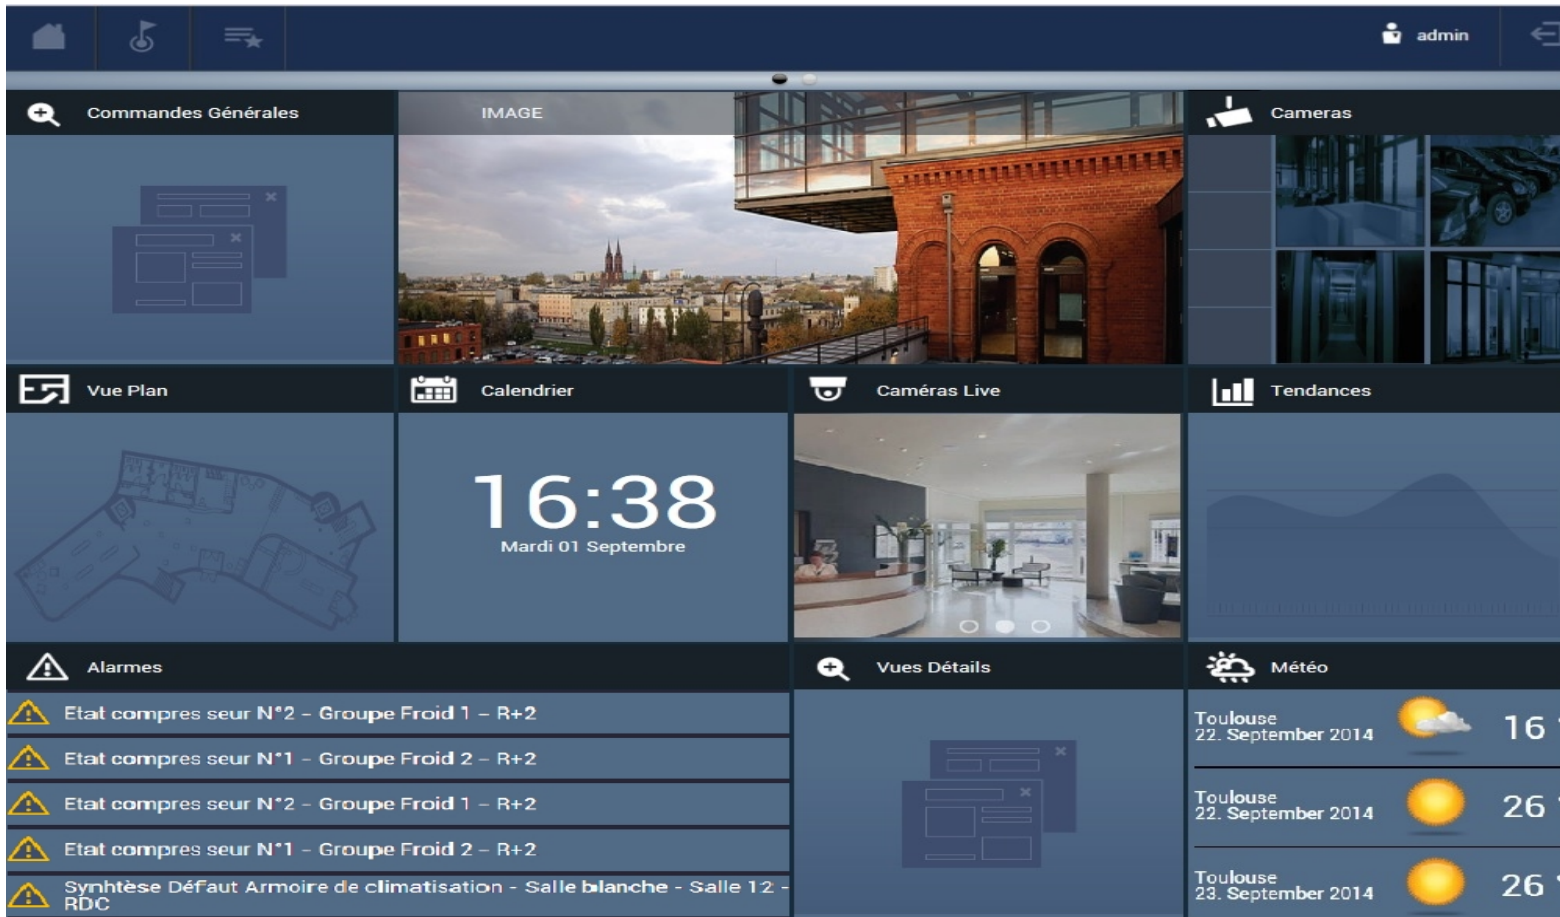 admin
Commandes Générales
IMAGE
Cameras
Vue Plan
Calendrier
Caméras Live
Tendances
16:38
Mardi 01 Septembre
Alarmes
Vues Détails
Météo
Etat compres seur N°2 - Groupe Froid 1 - R+2
Etat compres seur N°1 - Groupe Froid 2 - R+2
Etat compres seur N°2 - Groupe Froid 1 - R+2
Etat compres seur N°1 - Groupe Froid 2 - R+2
Synhtèse Défaut Armoire de climatisation - Salle blanche - Salle 12 -
RDC
Toulouse
22. September 2014
16 °
Toulouse
22. September 2014
26 °
Toulouse
23. September 2014
26 °